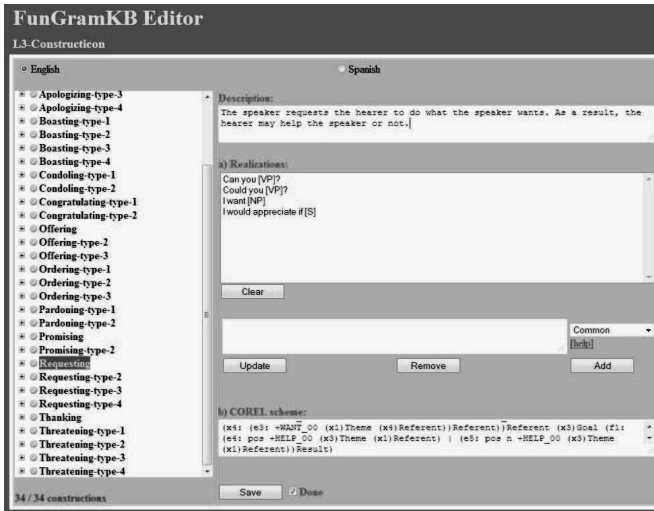 FunGramKB Editor
L3-Constructicon
English
Spanish
Apologizing-type-3
Apologizing-type-4
Boasting-type-1
Boasting-type-2
Boasting-type-3
Boasting-type-4
Condoling-type-1
Condoling-type-2
Congratulating-type-1
Congratulating-type-2
Offering
Offering-type-2
Offering-type-3
Ordering-type-1
Ordering-type-2
Ordering-type-3
Pardoning-type-1
Pardoning-type-2
Promising
Promising-type-2
Requesting
Requesting-type-2
Requesting-type-3
Requesting-type-4
Thanking
Threatening-type-1
Threatening-type-2
Threatening-type-3
Threatening-type-4
34 / 34 constructions
Description:
The speaker requests the hearer to do what the speaker wants. As a result, the
hearer may help the speaker or not.
a) Realizations:
Can you [VP]?
Could you [VP]?
I want [NP]
I would appreciate if [S]
Clear
Common
[help]
Update
Remove
Add
b) COREL scheme:
(x4: (e3: +WANT_00 (x1)Theme (x4)Referent))Referent))Referent (x3)Goal (f1:
(e4: pos +HELP_00 (x3)Theme (x1)Referent) | (e5: pos n +HELP_00 (x3)Theme
(x1)Referent))Result)
Save
Done